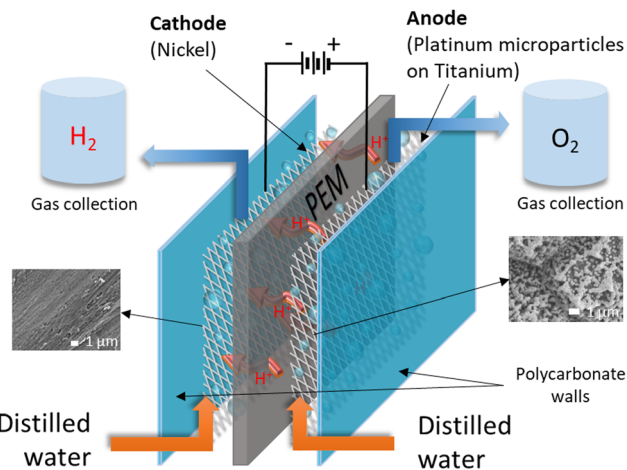 Cathode
(Nickel)
Anode
(Platinum microparticles
on Titanium)
- +
H₂
O₂
Gas collection
Gas collection
PEM
H⁺
H⁺
H⁺
H⁺
1 μm
1 μm
Polycarbonate
walls
Distilled
water
Distilled
water